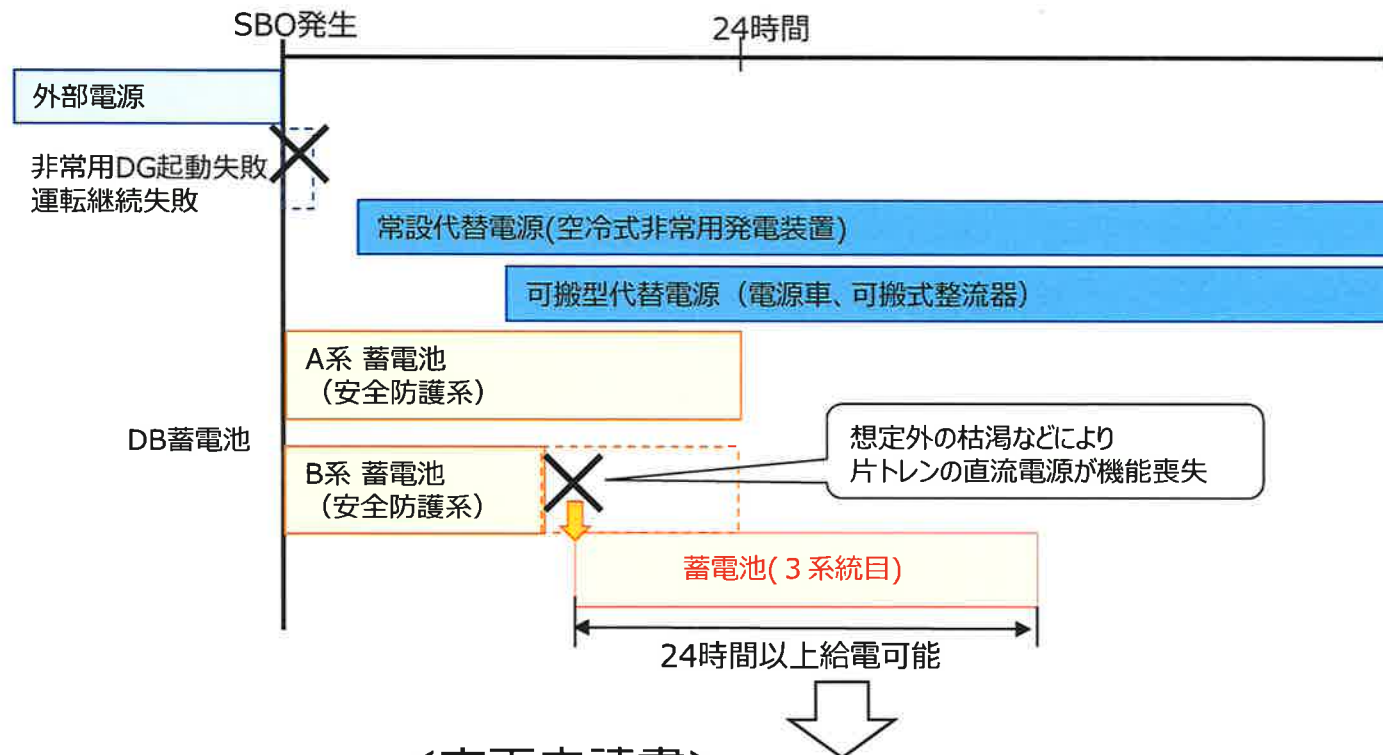 SBO発生
24時間
外部電源
非常用DG起動失敗
運転継続失敗
常設代替電源(空冷式非常用発電装置)
可搬型代替電源（電源車、可搬式整流器）
A系 蓄電池
（安全防護系）
DB蓄電池
想定外の枯渇などにより
片トレンの直流電源が機能喪失
B系 蓄電池
（安全防護系）
蓄電池(３系統目)
24時間以上給電可能